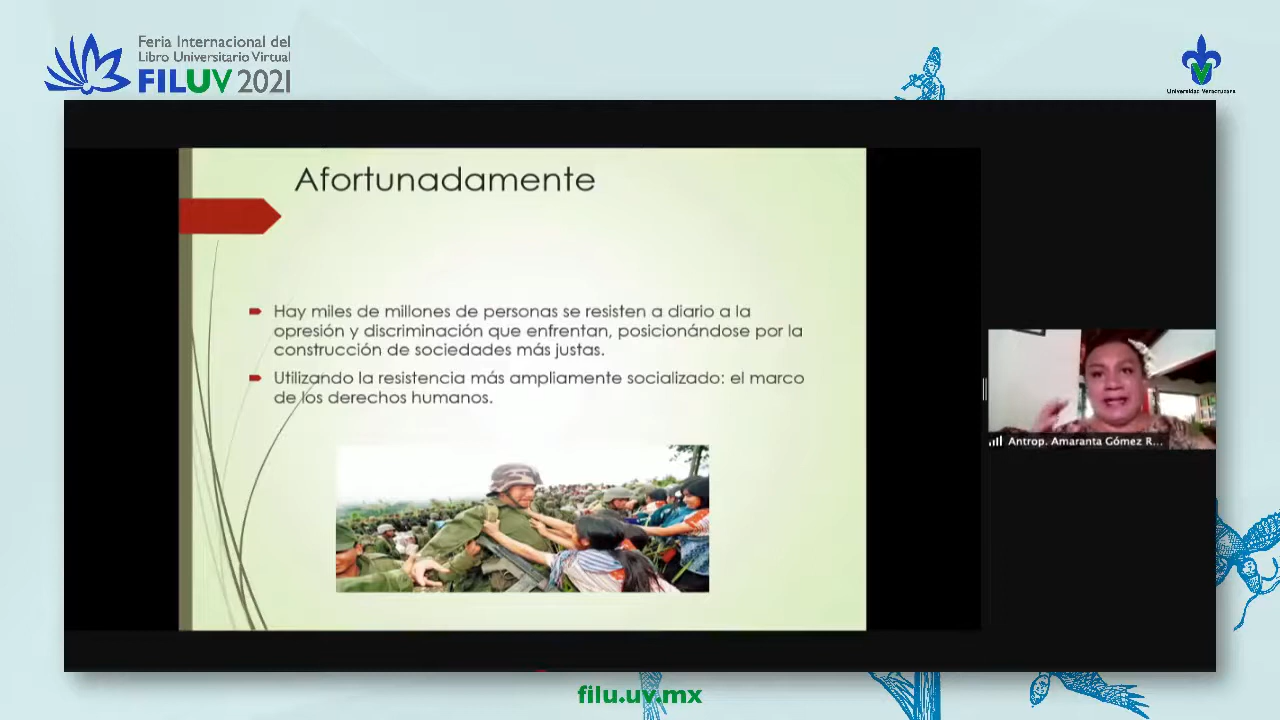 Feria Internacional del
Libro Universitario Virtual
FILUV 2021
Universidad Veracruzana
Afortunadamente
Hay miles de millones de personas se resisten a diario a la
opresión y discriminación que enfrentan, posicionándose por la
construcción de sociedades más justas.
Utilizando la resistencia más ampliamente socializado: el marco
de los derechos humanos.
Antrop. Amaranta Gómez R...
filu.uv.mx